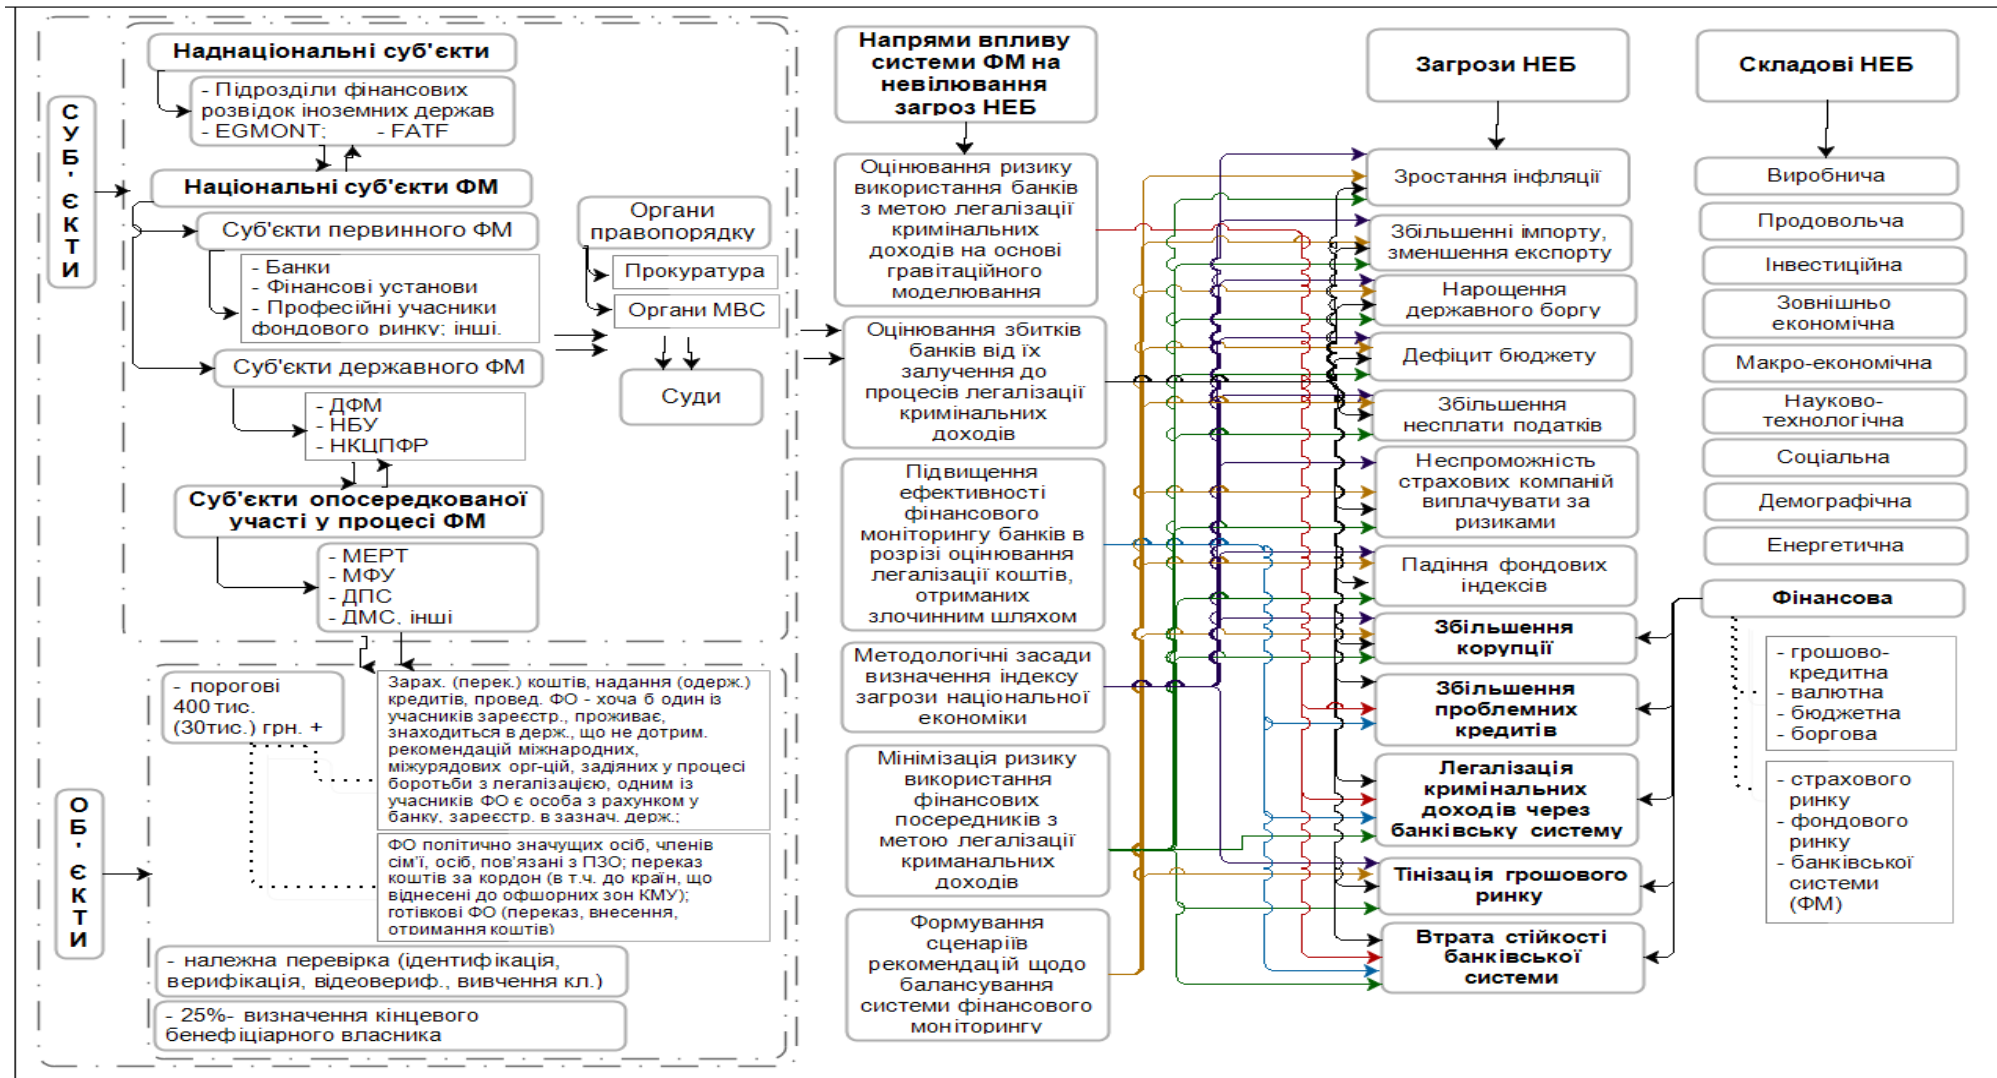 СУБ'ЄКТИ
Наднаціональні суб'єкти
- Підрозділи фінансових
розвідок іноземних держав
- EGMONT; - FATF
Національні суб'єкти ФМ
Суб'єкти первинного ФМ
- Банки
- Фінансові установи
- Професійні учасники
фондового ринку; інші.
Суб'єкти державного ФМ
- ДФМ
- НБУ
- НКЦПФР
Суб'єкти опосередкованої
участі у процесі ФМ
- МЕРТ
- МФУ
- ДПС
- ДМС, інші
Органи
правопорядку
Прокуратура
Органи МВС
Суди
ОБ'ЄКТИ
- порогові
400 тис.
(30тис.) грн. +
Зарах. (перек.) коштів, надання (одерж.)
кредитів, провед. ФО - хоча б один із
учасників зареєстр., проживає,
знаходиться в держ., що не дотрим.
рекомендацій міжнародних,
міжурядових орг-цій, задіяних у процесі
боротьби з легалізацією, одним із
учасників ФО є особа з рахунком у
банку, зареєстр. в зазнач. держ.;
ФО політично значущих осіб, членів
сім'ї, осіб, пов'язані з ПЗО; переказ
коштів за кордон (в т.ч. до країн, що
віднесені до офшорних зон КМУ);
готівкові ФО (переказ, внесення,
отримання коштів)
- належна перевірка (ідентифікація,
верифікація, відеовериф., вивчення кл.)
- 25%- визначення кінцевого
бенефіціарного власника
Напрями впливу
системи ФМ на
невілювання
загроз НЕБ
Оцінювання ризику
використання банків
з метою легалізації
кримінальних
доходів на основі
гравітаційного
моделювання
Оцінювання збитків
банків від їх
залучення до
процесів легалізації
кримінальних
доходів
Підвищення
ефективності
фінансового
моніторингу банків в
розрізі оцінювання
легалізації коштів,
отриманих
злочинним шляхом
Методологічні засади
визначення індексу
загрози національної
економіки
Мінімізація ризику
використання
фінансових
посередників з
метою легалізації
криманальних
доходів
Формування
сценаріїв
рекомендацій щодо
балансування
системи фінансового
моніторингу
Загрози НЕБ
Зростання інфляції
Збільшенні імпорту,
зменшення експорту
Нарощення
державного боргу
Дефіцит бюджету
Збільшення
несплати податків
Неспроможність
страхових компаній
виплачувати за
ризиками
Падіння фондових
індексів
Збільшення
корупції
Збільшення
проблемних
кредитів
Легалізація
кримінальних
доходів через
банківську систему
Тінізація грошового
ринку
Втрата стійкості
банківської
системи
Складові НЕБ
Виробнича
Продовольча
Інвестиційна
Зовнішньо
економічна
Макро-економічна
Науково-
технологічна
Соціальна
Демографічна
Енергетична
Фінансова
- грошово-
кредитна
- валютна
- бюджетна
- боргова
- страхового
ринку
- фондового
ринку
- банківської
системи
(ФМ)